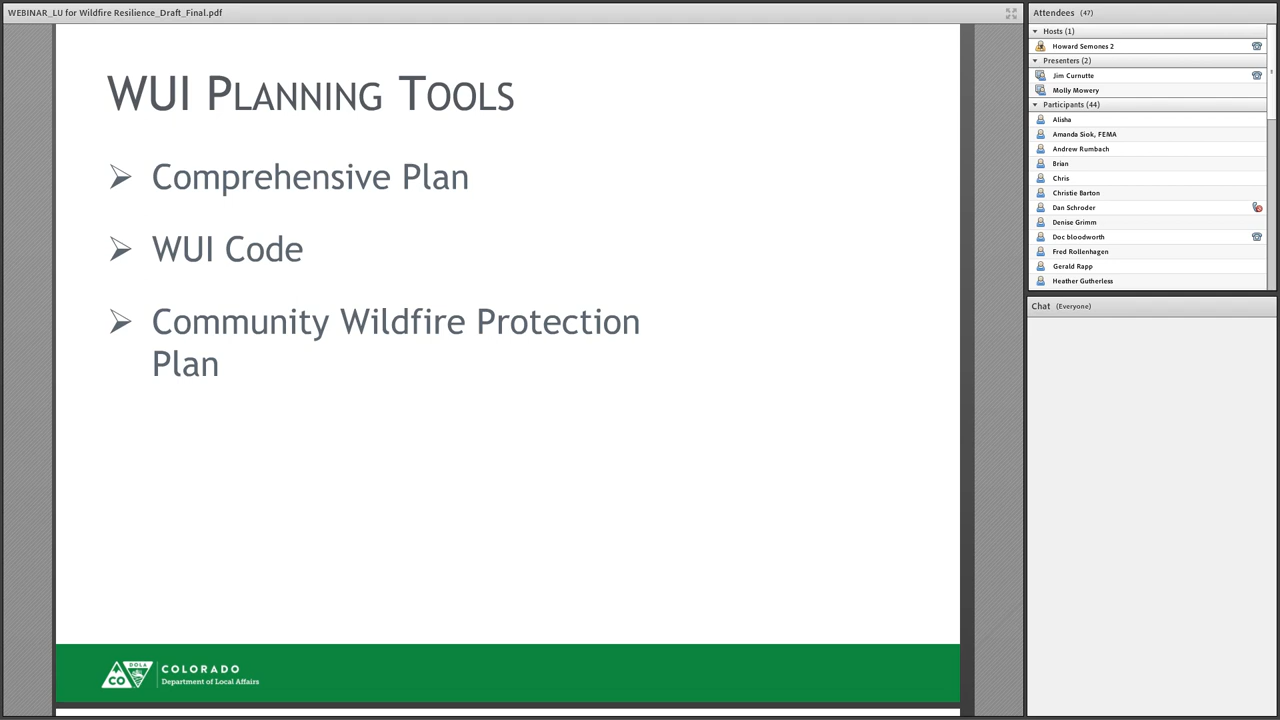 WEBINAR_LU for Wildfire Resilience_Draft_Final.pdf
WUI PLANNING TOOLS
➢ Comprehensive Plan
➢ WUI Code
➢ Community Wildfire Protection
Plan
CO
DOLA
COLORADO
Department of Local Affairs
Attendees (47)
Hosts (1)
Howard Semones 2
Presenters (2)
Jim Curnutte
Molly Mowery
Participants (44)
Alisha
Amanda Siok, FEMA
Andrew Rumbach
Brian
Chris
Christie Barton
Dan Schroder
Denise Grimm
Doc bloodworth
Fred Rollenhagen
Gerald Rapp
Heather Gutherless
Chat (Everyone)